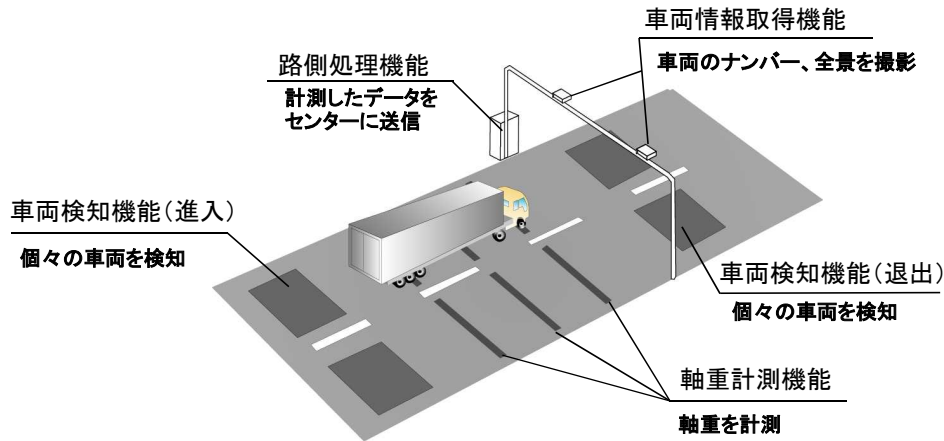 車両情報取得機能
車両のナンバー、全景を撮影
路側処理機能
計測したデータを
センターに送信
車両検知機能(進入)
個々の車両を検知
車両検知機能(退出)
個々の車両を検知
軸重計測機能
軸重を計測